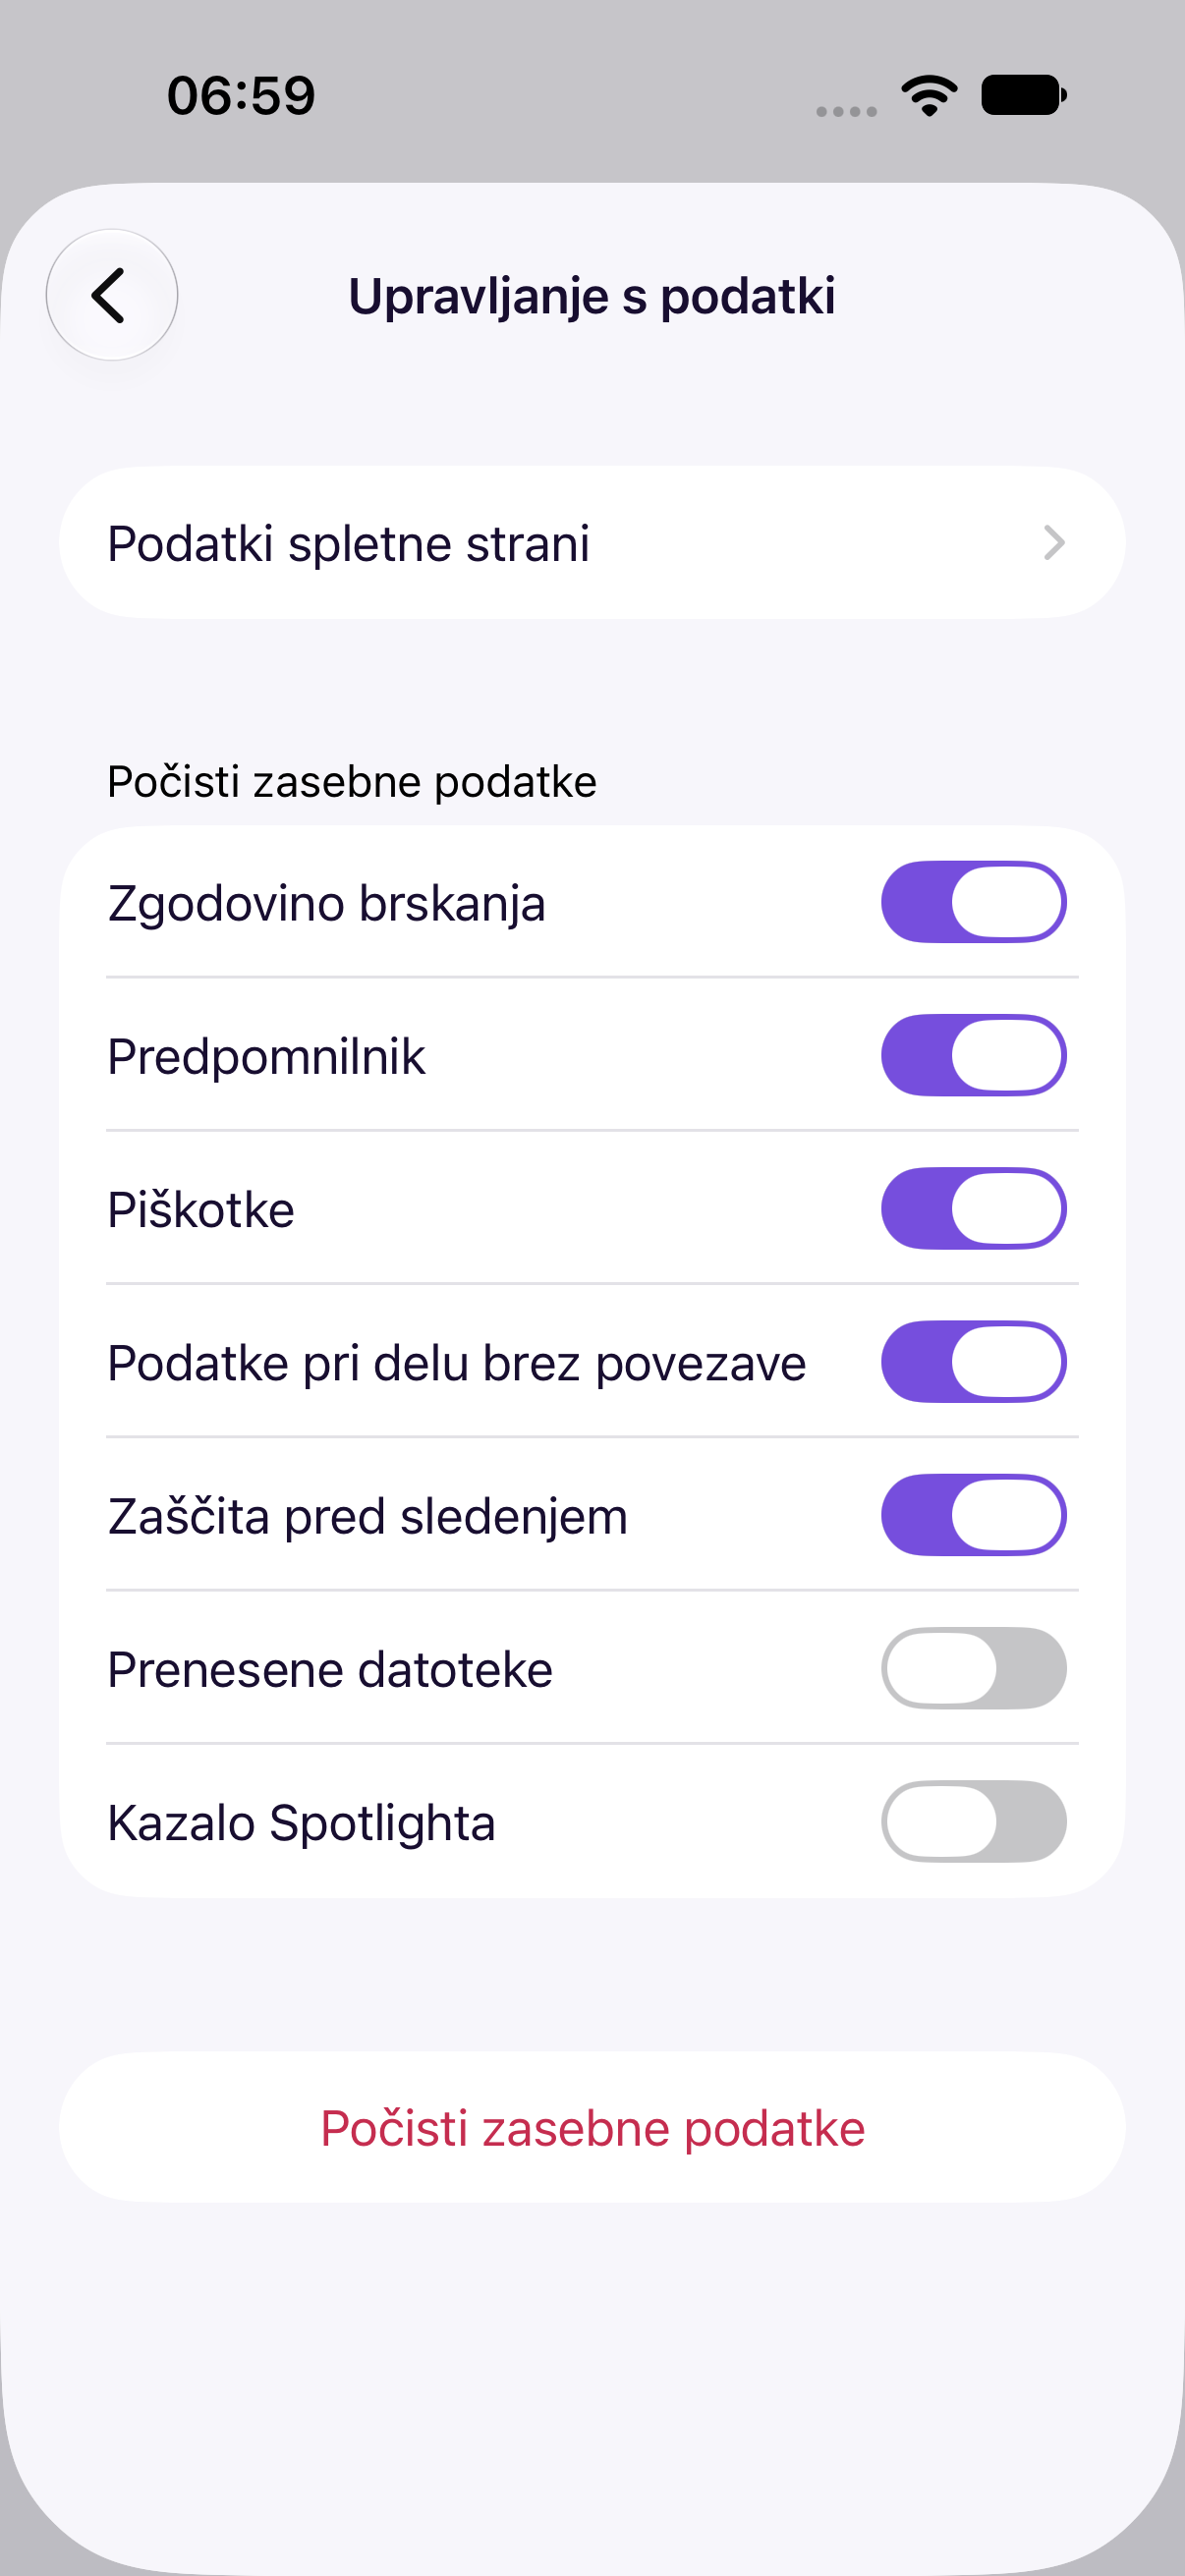 06:59
Upravljanje s podatki
Podatki spletne strani
Počisti zasebne podatke
Zgodovino brskanja
Predpomnilnik
Piškotke
Podatke pri delu brez povezave
Zaščita pred sledenjem
Prenesene datoteke
Kazalo Spotlighta
Počisti zasebne podatke